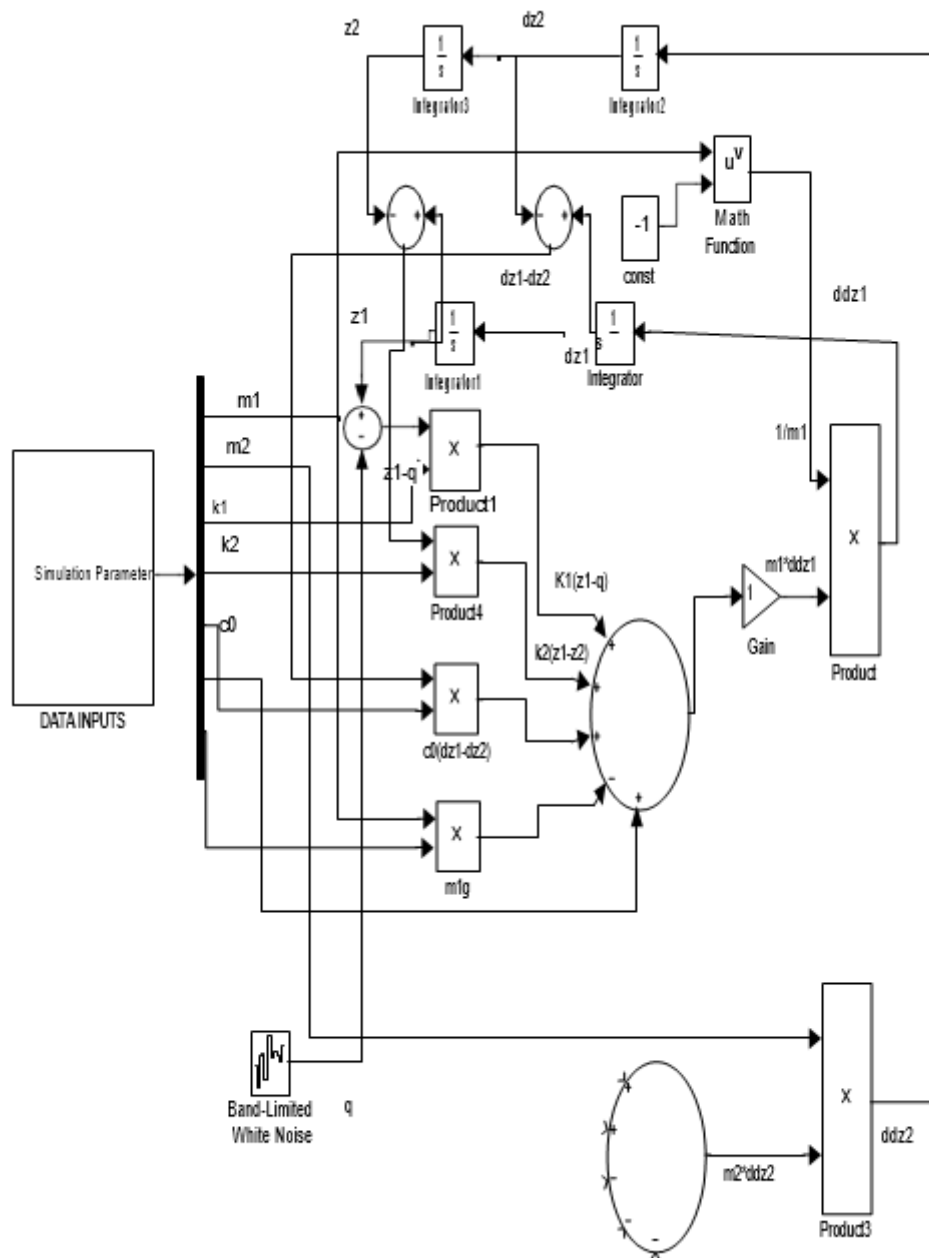 z2
dz2
1
s
Integrator3
1
s
Integrator2
u^v
Math
Function
-
+
-
+
-1
const
dz1-dz2
ddz1
z1
1
s
Integrator1
dz1
1
s
Integrator
m1
m2
k1
k2
c0
+
-
z1-q
X
Product1
1/m1
X
Product
Simulation Parameter
DATA INPUTS
X
Product4
K1(z1-q)
k2(z1-z2)
m1*ddz1
1
Gain
X
c0(dz1-dz2)
+
+
+
-
+
X
m1g
Band-Limited
White Noise
q
X
Product3
ddz2
m2*ddz2
+
+
-
-
-